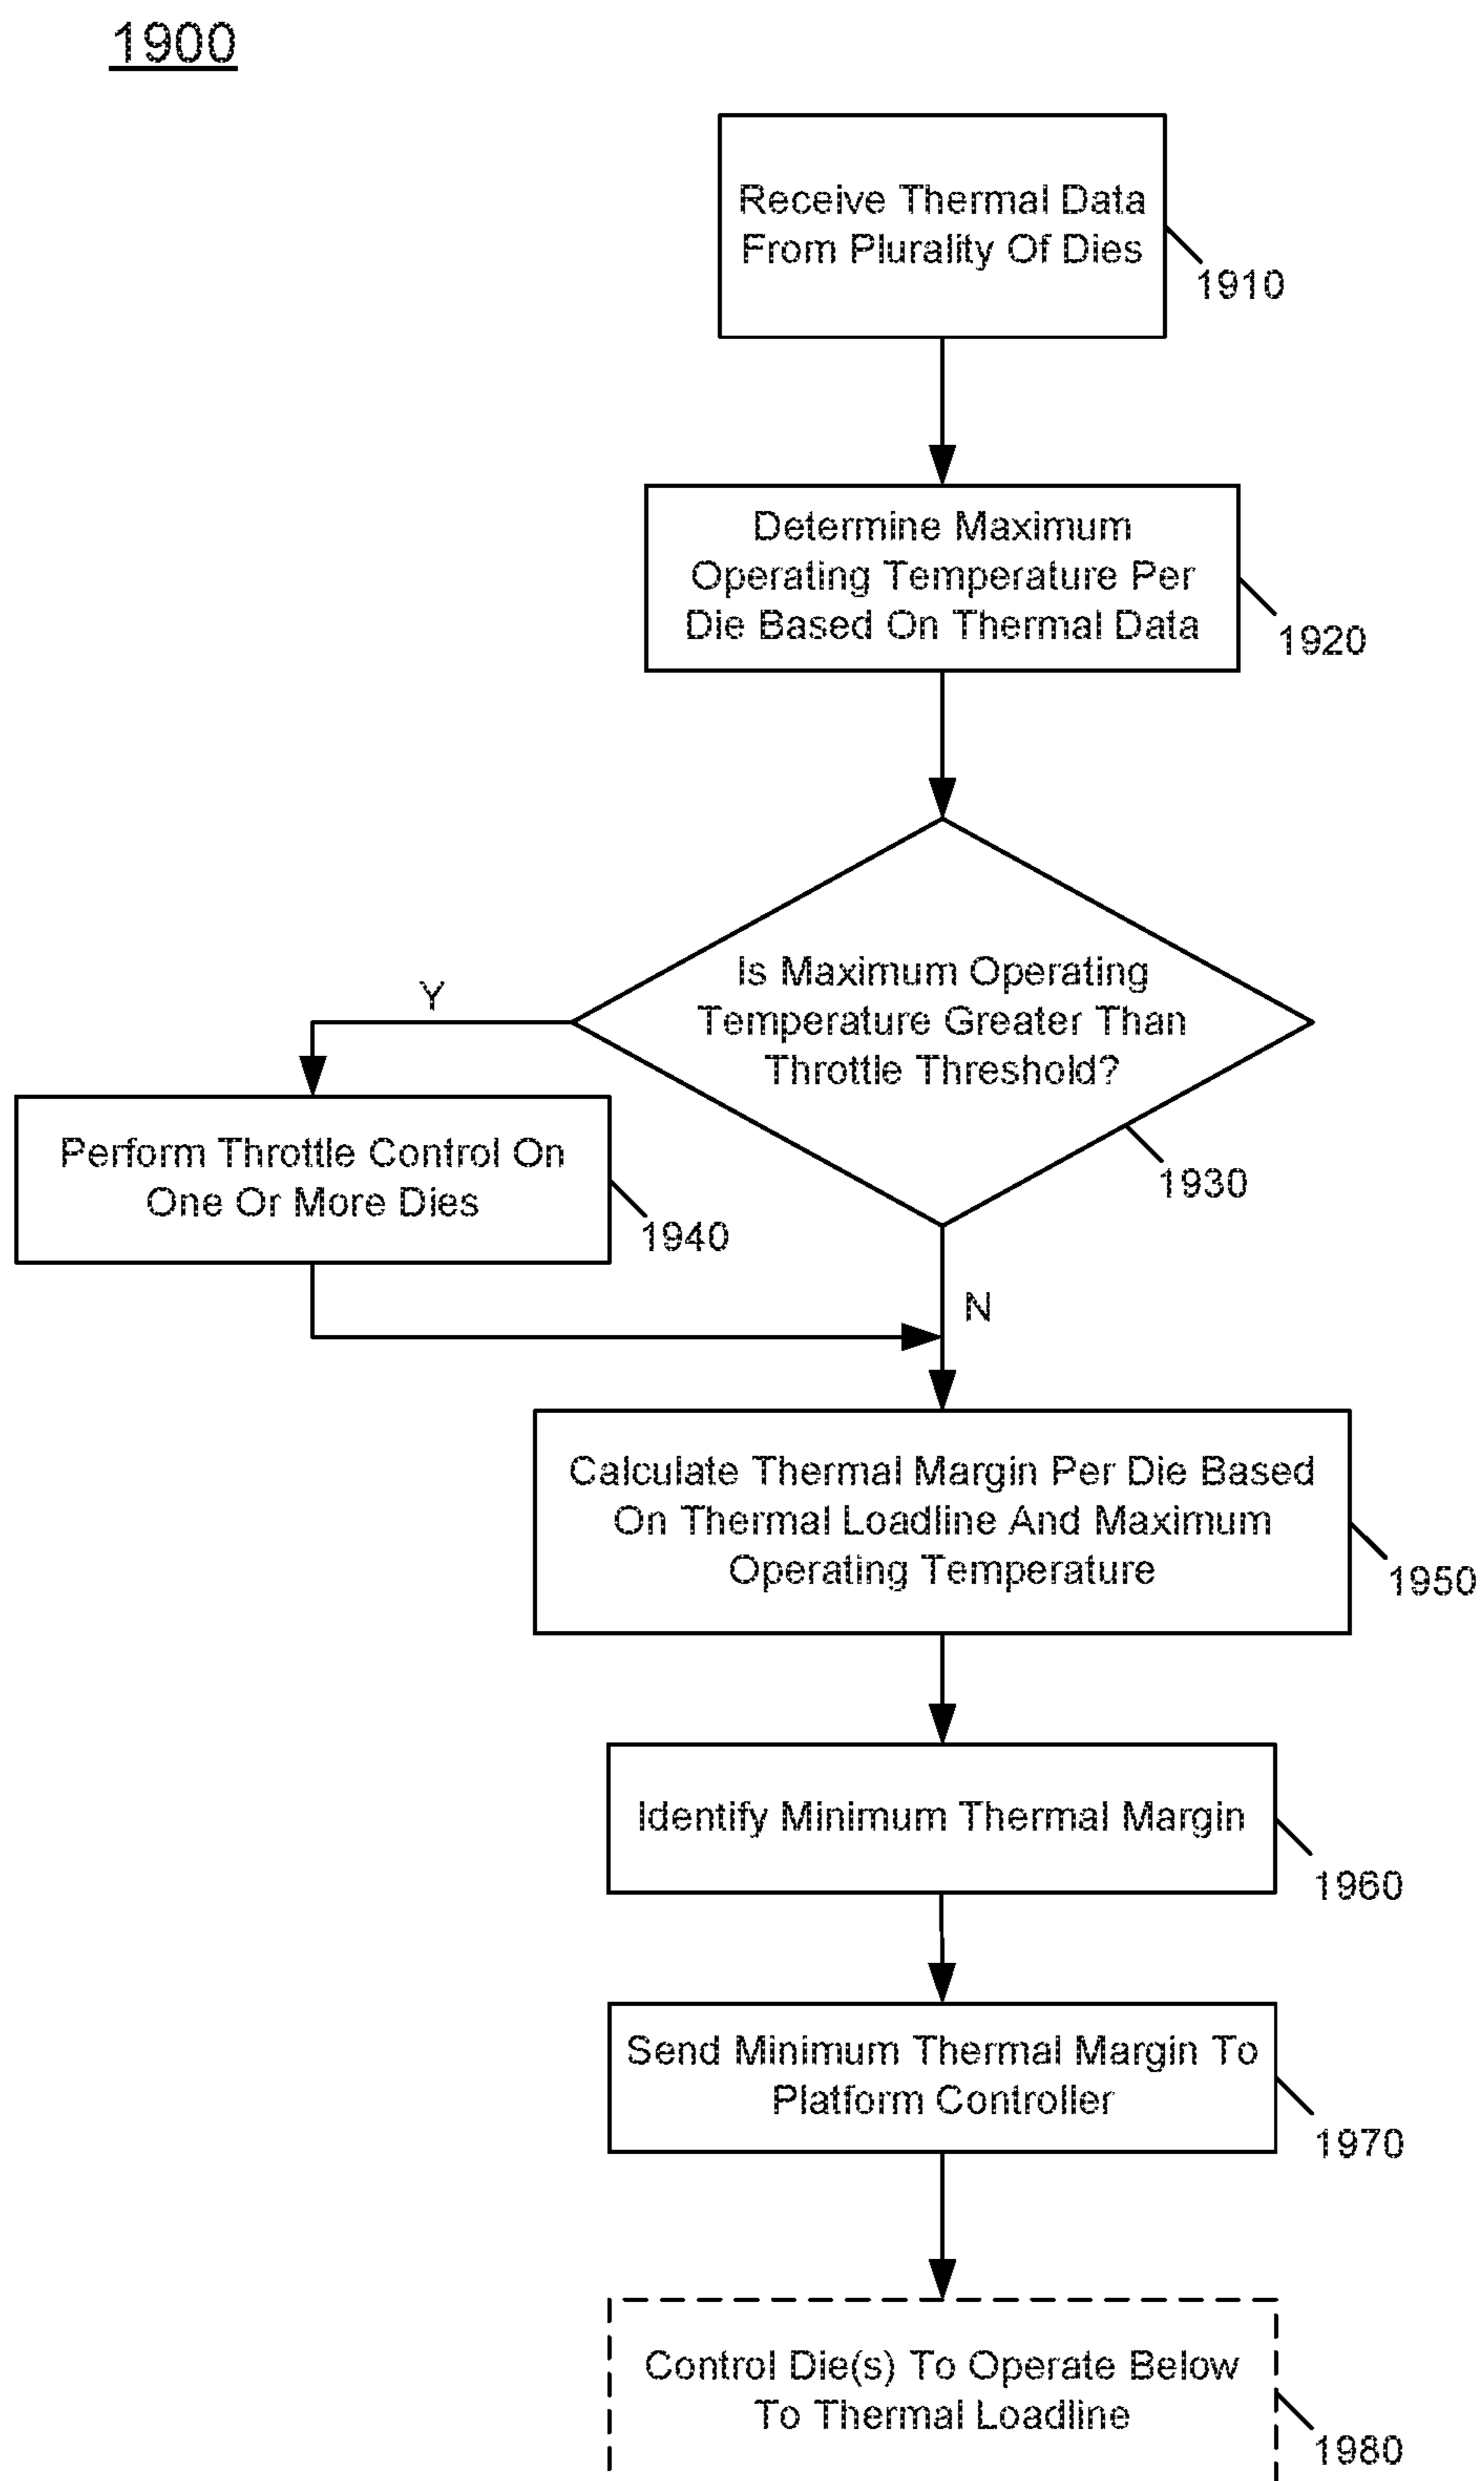 1900
Receive Thermal Data
From Plurality Of Dies
1910
Determine Maximum
Operating Temperature Per
Die Based On Thermal Data
1920
Is Maximum Operating
Temperature Greater Than
Throttle Threshold?
1930
Y
Perform Throttle Control On
One Or More Dies
1940
N
Calculate Thermal Margin Per Die Based
On Thermal Loadline And Maximum
Operating Temperature
1950
Identify Minimum Thermal Margin
1960
Send Minimum Thermal Margin To
Platform Controller
1970
Control Die(s) To Operate Below
To Thermal Loadline
1980